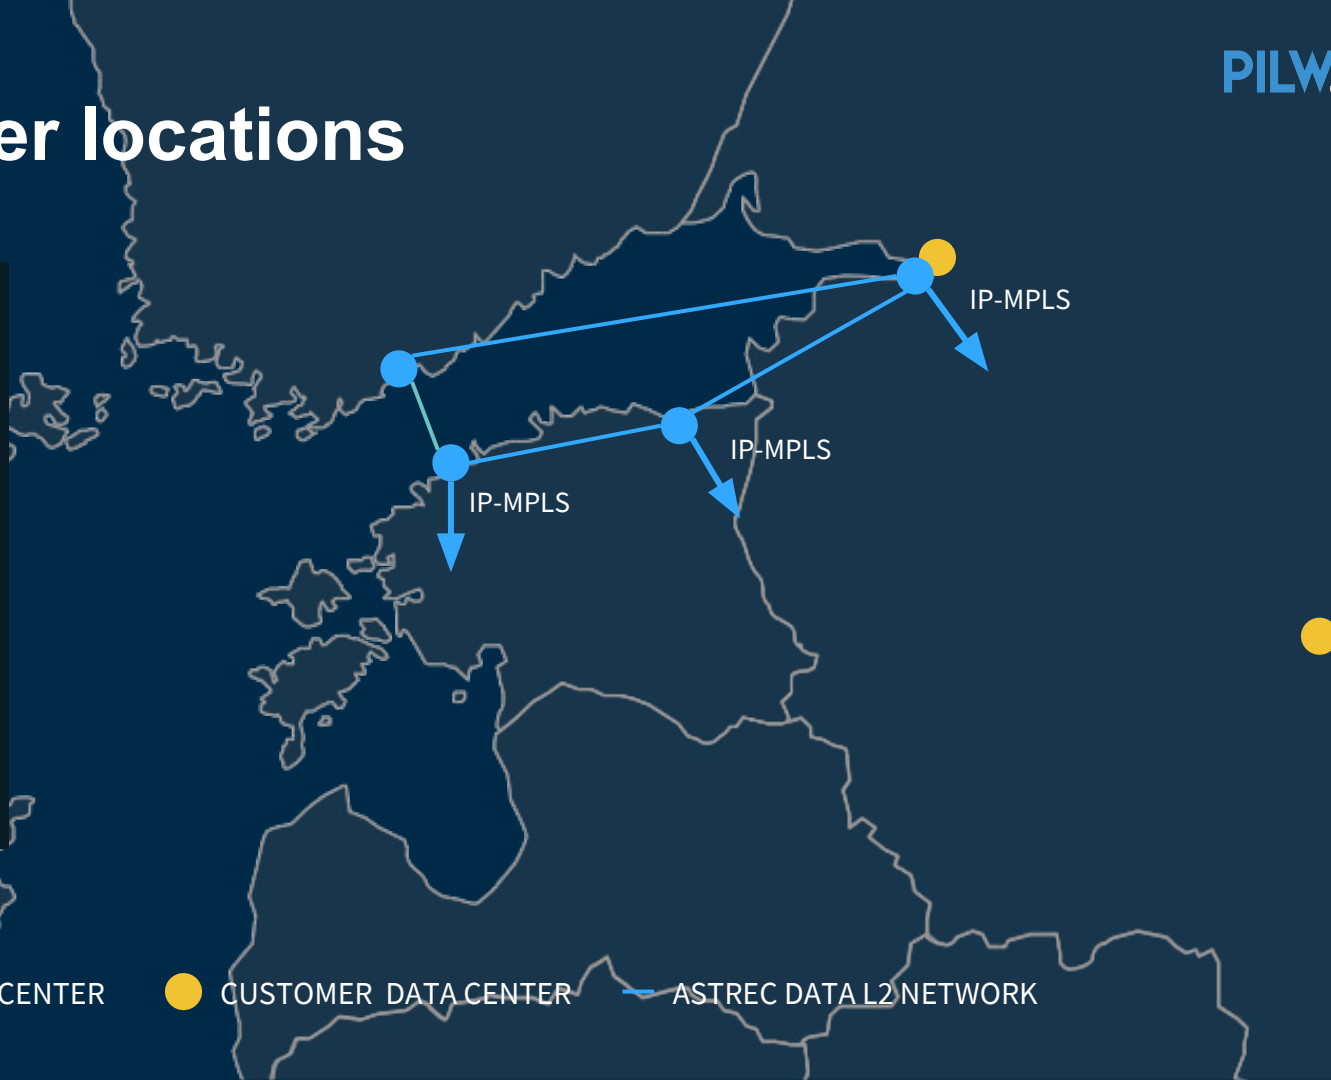 PILW
er locations
IP-MPLS
IP-MPLS
IP-MPLS
CENTER
CUSTOMER DATA CENTER
ASTREC DATA L2 NETWORK